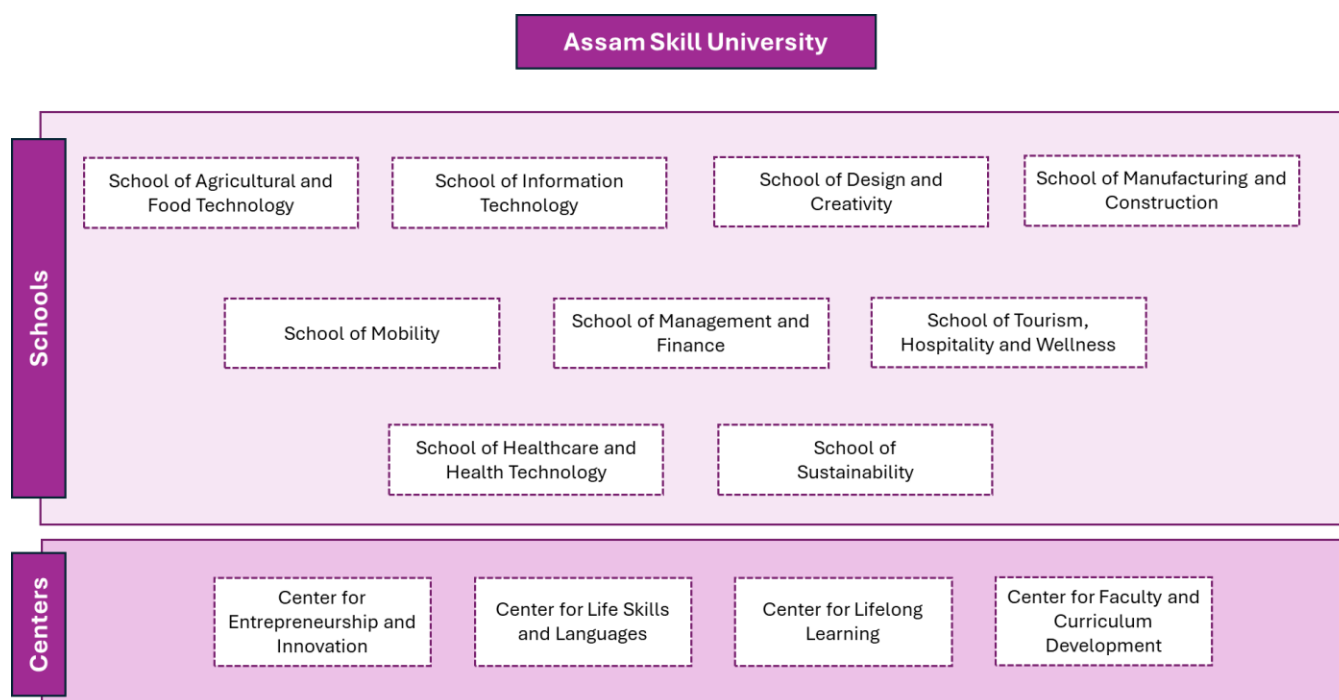 Assam Skill University
Schools
School of Agricultural and
Food Technology
School of Information
Technology
School of Design and
Creativity
School of Manufacturing and
Construction
School of Mobility
School of Management and
Finance
School of Tourism,
Hospitality and Wellness
School of Healthcare and
Health Technology
School of
Sustainability
Centers
Center for
Entrepreneurship and
Innovation
Center for Life Skills
and Languages
Center for Lifelong
Learning
Center for Faculty and
Curriculum
Development